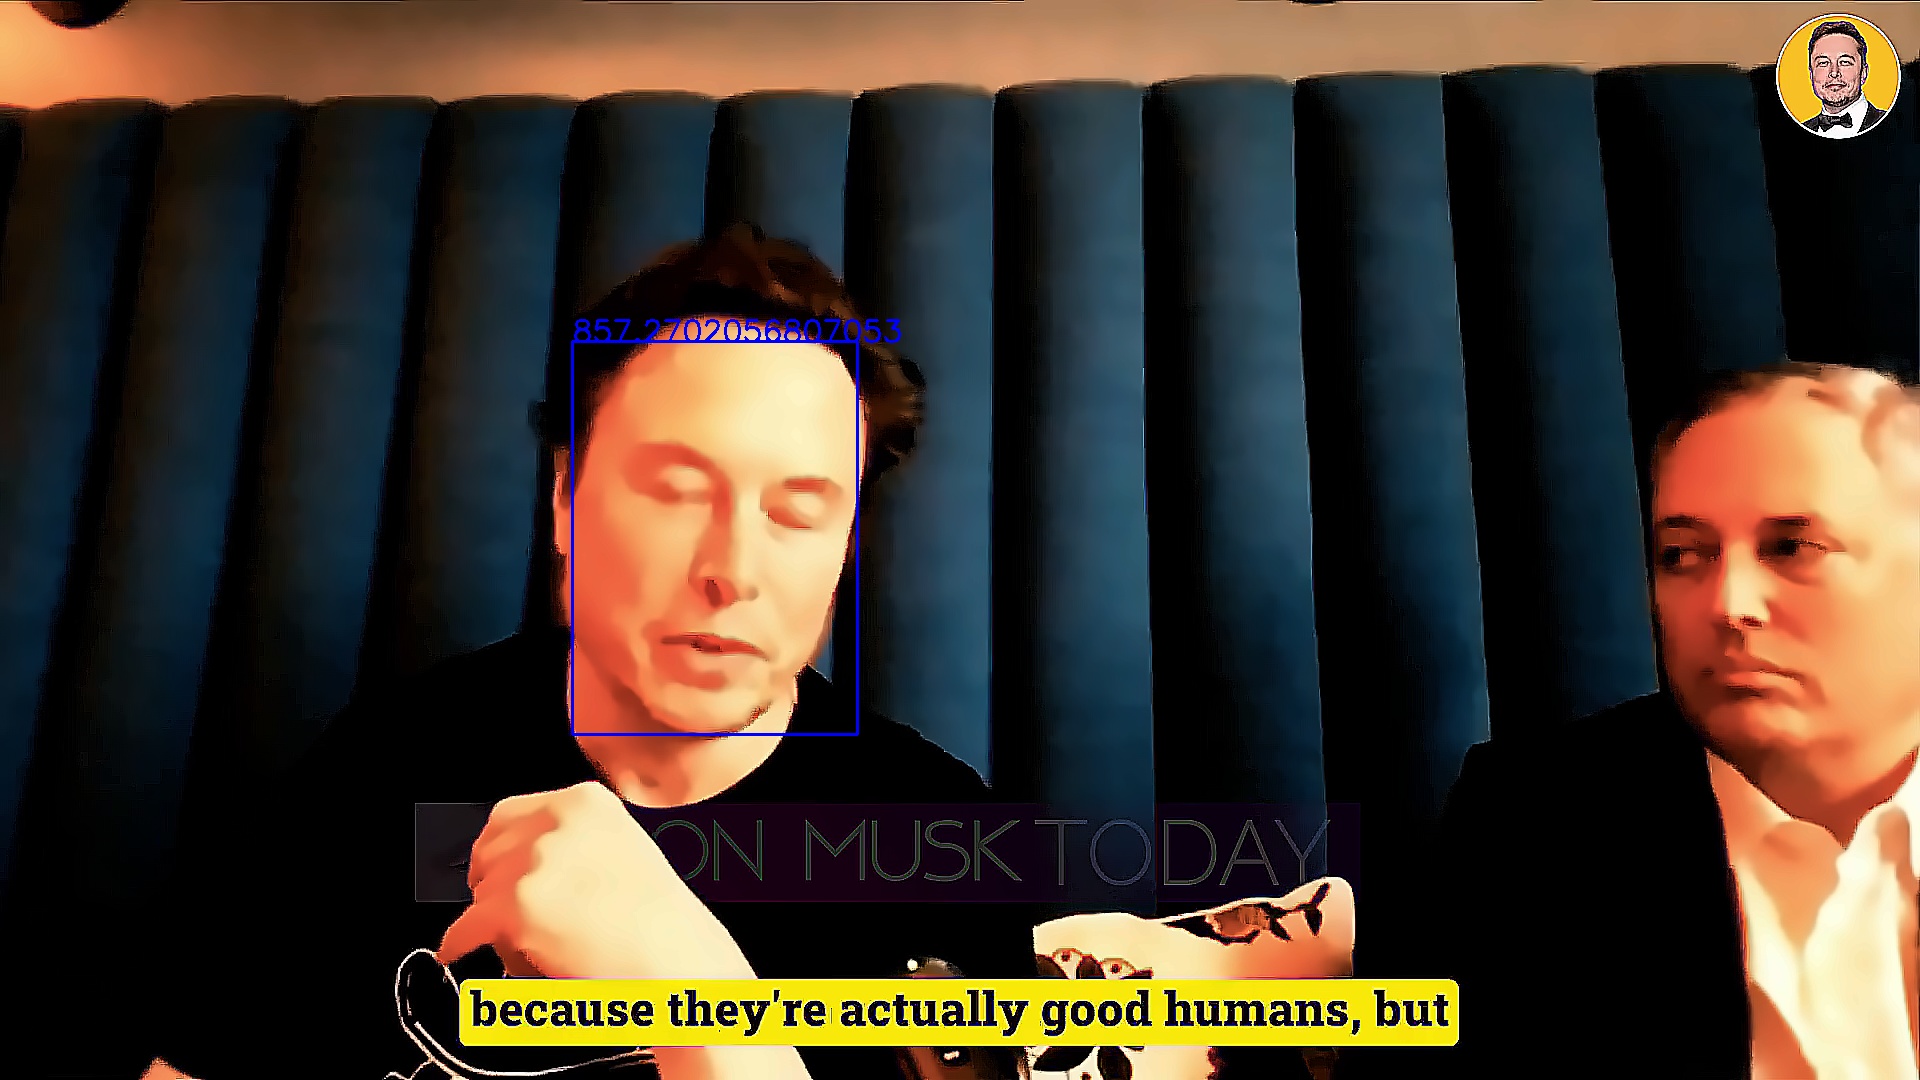 857.2702056807053
ON MUSK TODAY
because they're actually good humans, but